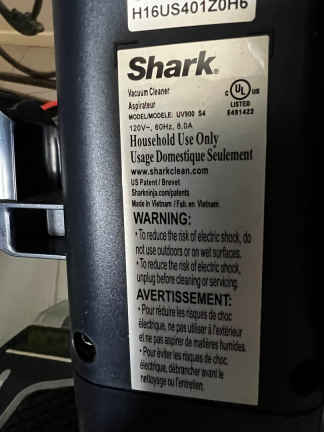 H16US401Z0H6
Shark®
Vacuum Cleaner
Aspirateur
MODEL/MODELE: UV900 S4
120V~, 60Hz, 8.0A
C UL US
LISTED
E481422
Household Use Only
Usage Domestique Seulement
www.sharkclean.com
US Patent / Brevet
Sharkninja.com/patents
Made in Vietnam / Fab. en Vietnam
WARNING:
• To reduce the risk of electric shock, do
not use outdoors or on wet surfaces.
• To reduce the risk of electric shock,
unplug before cleaning or servicing.
AVERTISSEMENT:
• Pour réduire les risques de choc
électrique, ne pas utiliser à l'extérieur
et ne pas aspirer de matières humides.
• Pour éviter les risques de choc
électrique, débrancher avant le
nettoyage ou l'entretien.